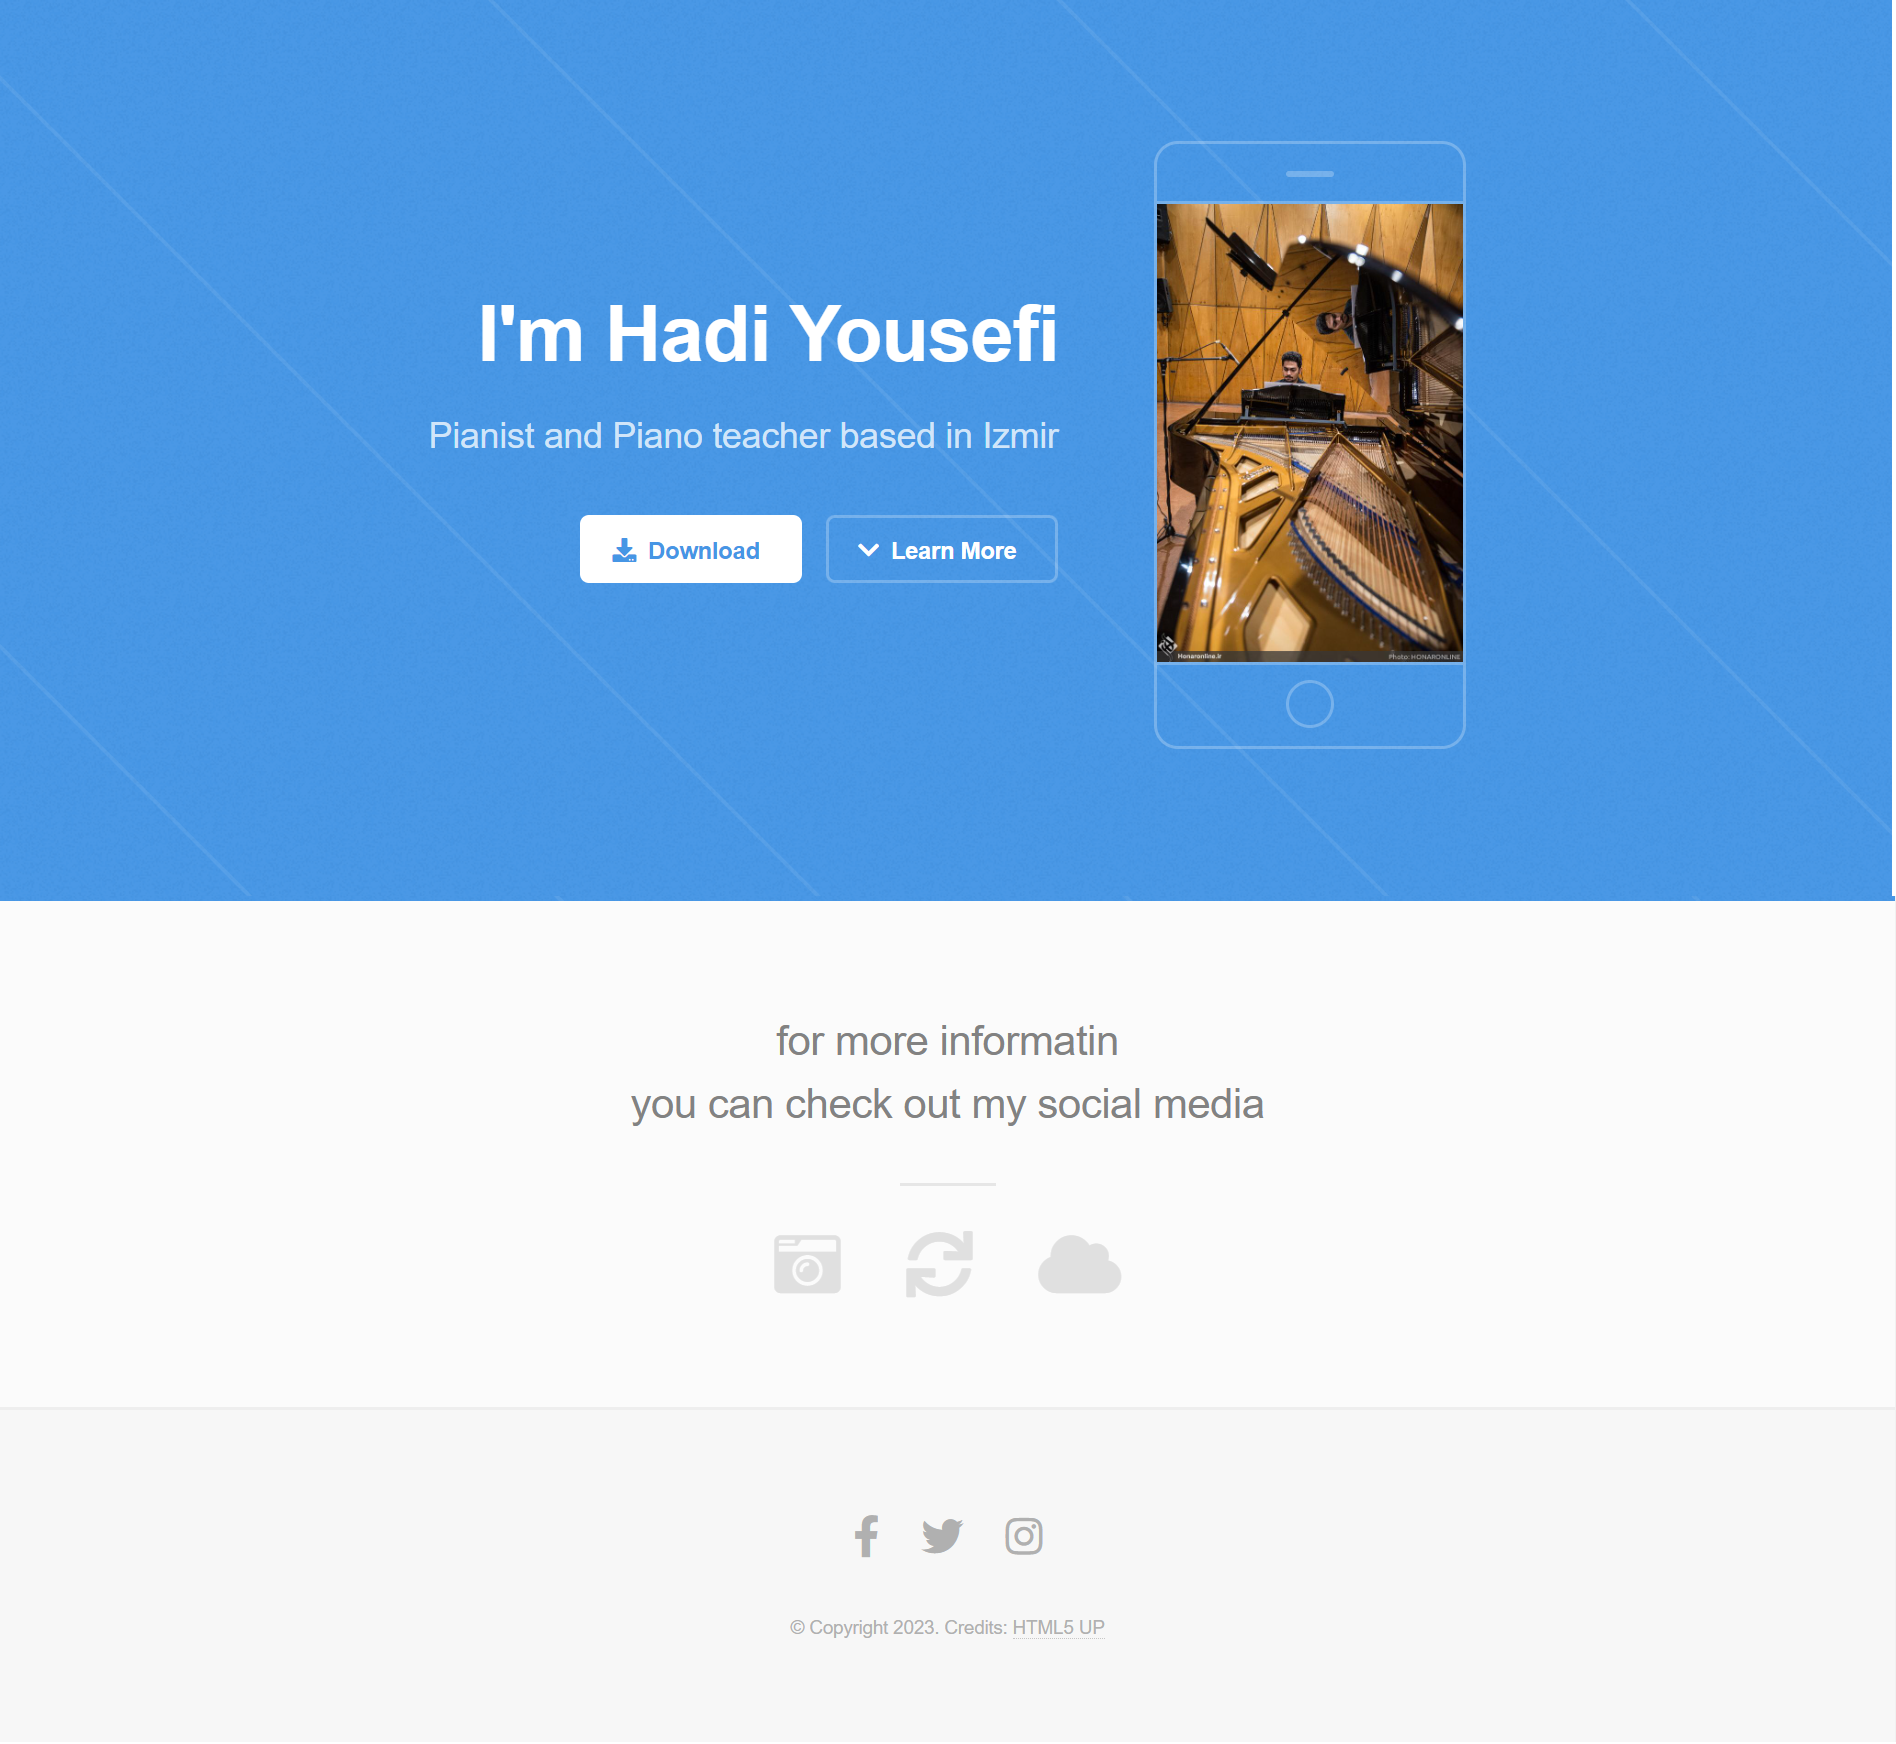 I'm Hadi Yousefi
Pianist and Piano teacher based in Izmir
Download
Learn More
Honaronline.ir
Photo: HONARONLINE
for more informatin
you can check out my social media
© Copyright 2023. Credits: HTML5 UP